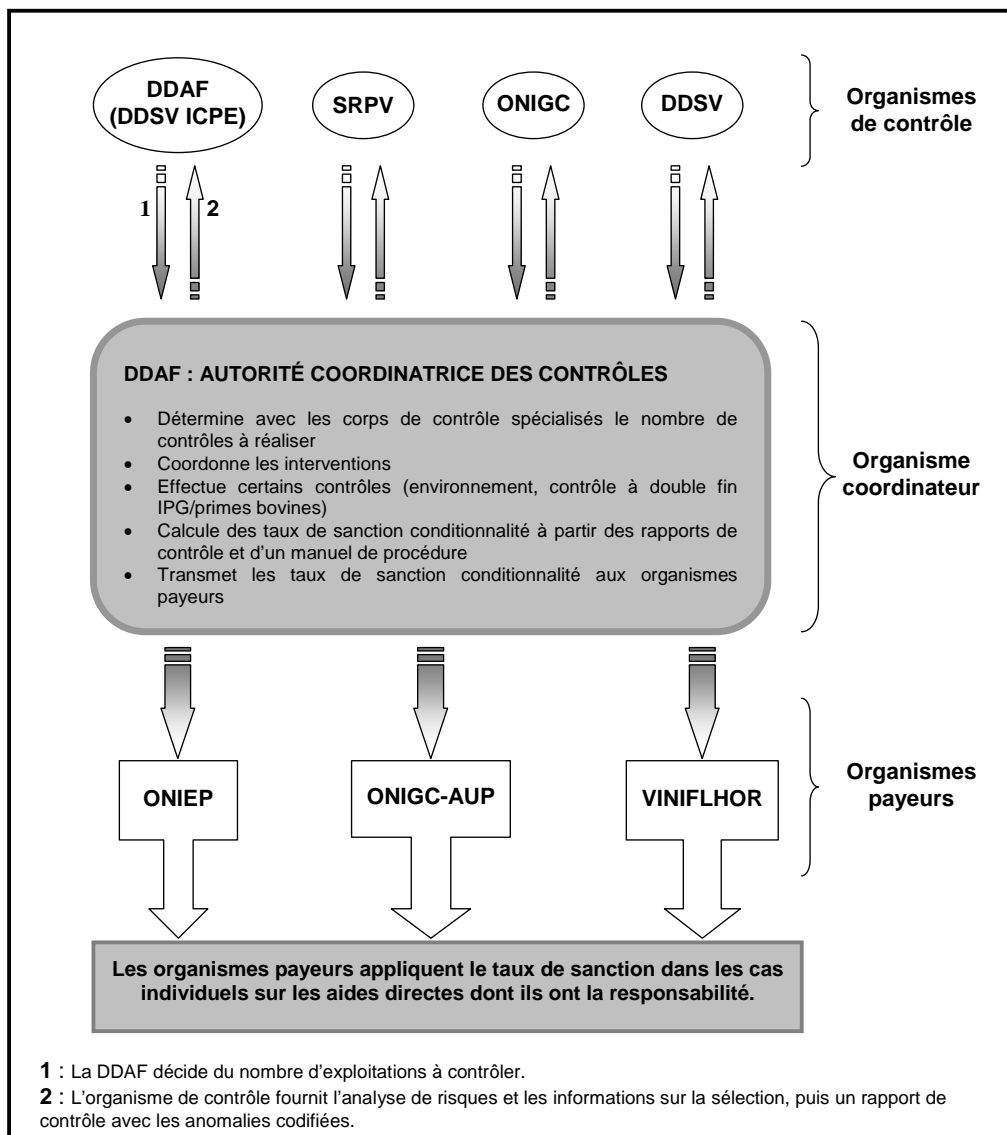 DDAF
(DDSV ICPE)
SRPV
ONIGC
DDSV
Organismes
de contrôle
1
2
DDAF : AUTORITÉ COORDINATRICE DES CONTRÔLES
• Détermine avec les corps de contrôle spécialisés le nombre de
contrôles à réaliser
• Coordonne les interventions
• Effectue certains contrôles (environnement, contrôle à double fin
IPG/primes bovines)
• Calcule des taux de sanction conditionnalité à partir des rapports de
contrôle et d'un manuel de procédure
• Transmet les taux de sanction conditionnalité aux organismes
payeurs
Organisme
coordinateur
ONIEP
ONIGC-AUP
VINIFLHOR
Organismes
payeurs
Les organismes payeurs appliquent le taux de sanction dans les cas
individuels sur les aides directes dont ils ont la responsabilité.
1 : La DDAF décide du nombre d'exploitations à contrôler.
2 : L'organisme de contrôle fournit l'analyse de risques et les informations sur la sélection, puis un rapport de
contrôle avec les anomalies codifiées.